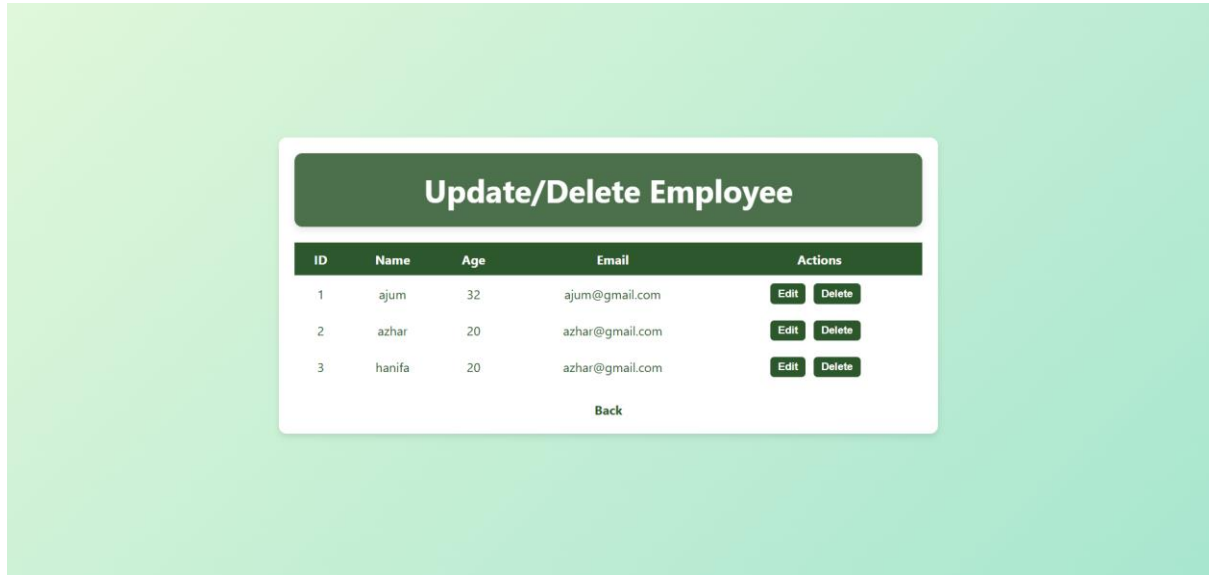 Update/Delete Employee
ID Name Age Email Actions
1 ajum 32 ajum@gmail.com Edit Delete
2 azhar 20 azhar@gmail.com Edit Delete
3 hanifa 20 azhar@gmail.com Edit Delete
Back